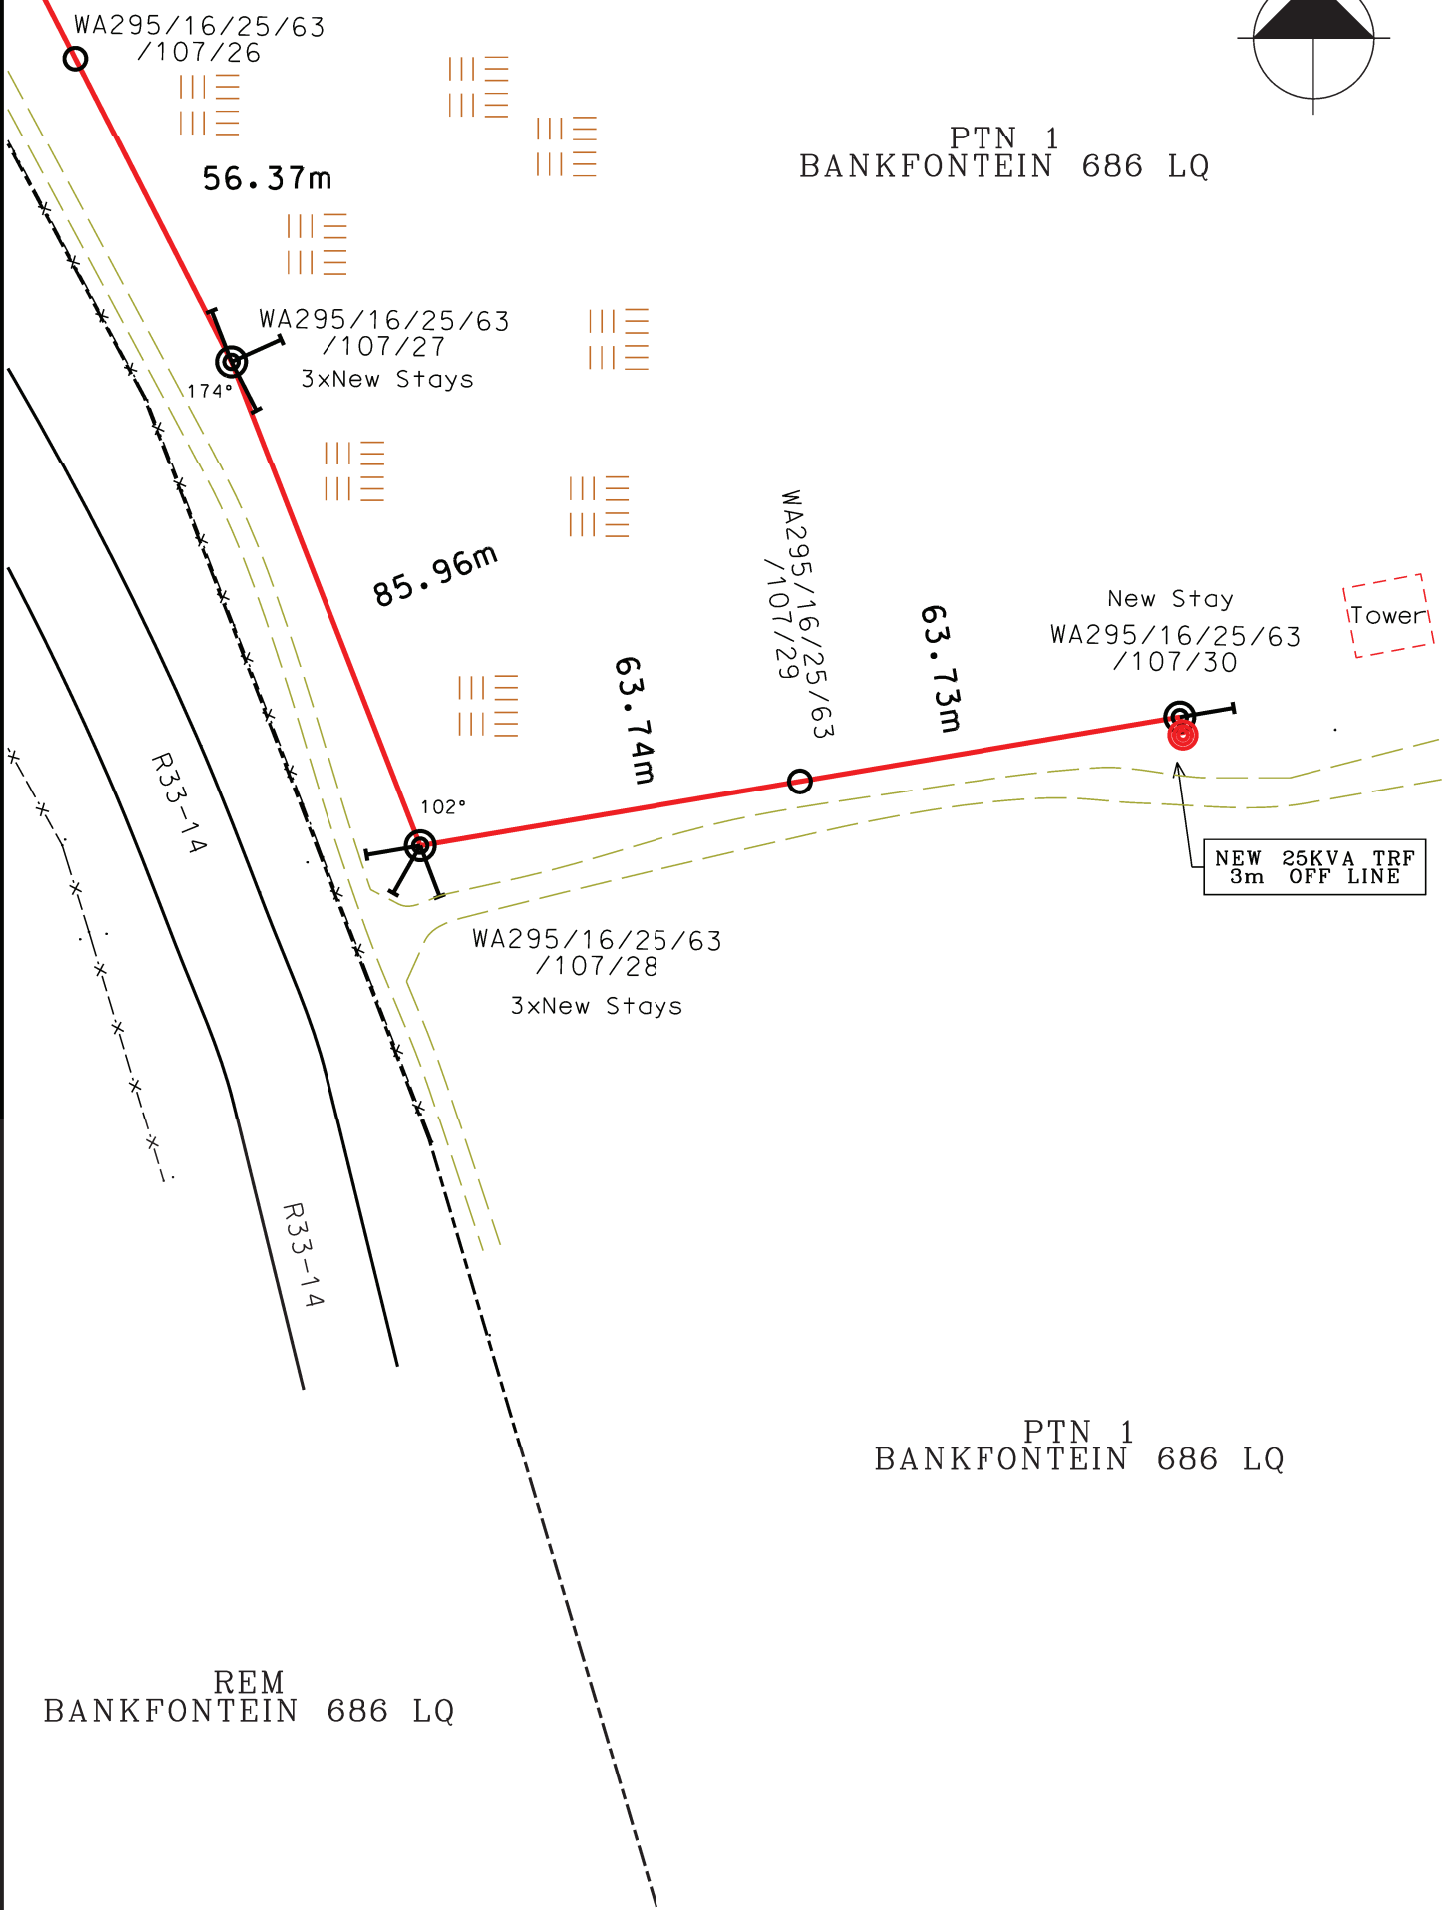 WA295/16/25/63
/107/26
PTN 1
BANKFONTEIN 686 LQ
56.37m
WA295/16/25/63
/107/27
3xNew Stays
174°
85.96m
WA295/16/25/63
/107/29
63.74m
63.73m
New Stay
WA295/16/25/63
/107/30
Tower
102°
R33-14
NEW 25KVA TRF
3m OFF LINE
WA295/16/25/63
/107/28
3xNew Stays
R33-14
PTN 1
BANKFONTEIN 686 LQ
REM
BANKFONTEIN 686 LQ